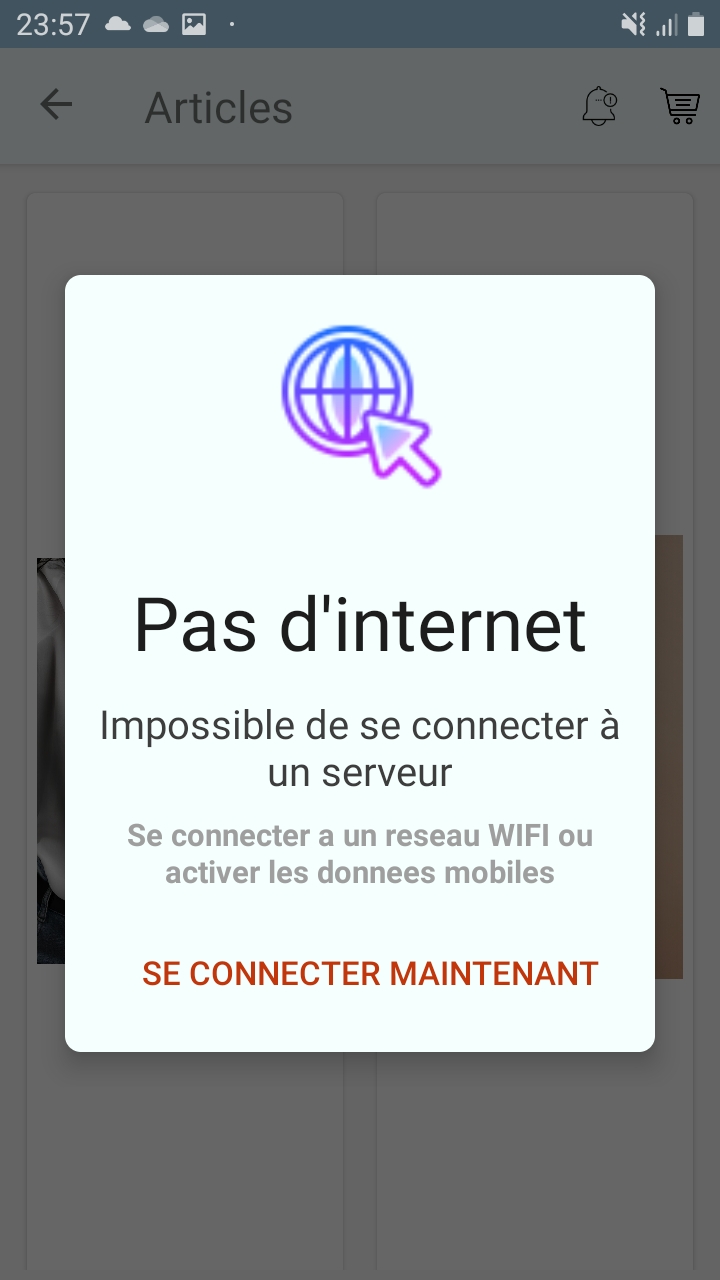 23:57
Articles
Pas d'internet
Impossible de se connecter à
un serveur
Se connecter a un reseau WIFI ou
activer les donnees mobiles
SE CONNECTER MAINTENANT